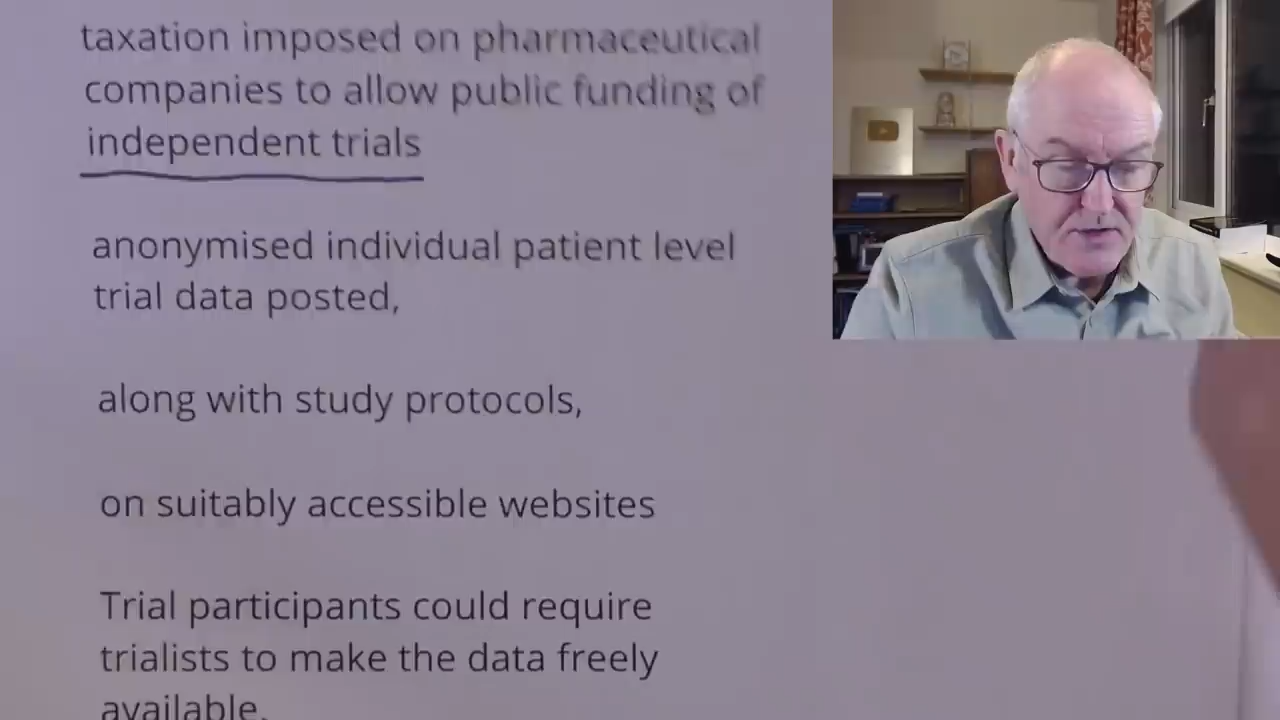 taxation imposed on pharmaceutical
companies to allow public funding of
independent trials
anonymised individual patient level
trial data posted,
along with study protocols,
on suitably accessible websites
Trial participants could require
trialists to make the data freely
available.